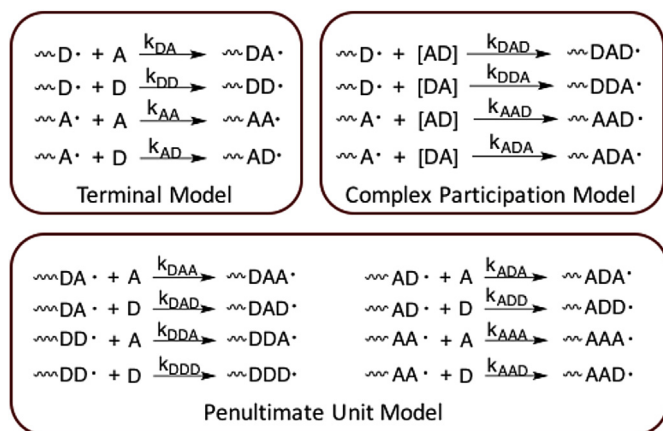 ~D· + A k_DA → ~DA·
~D· + D k_DD → ~DD·
~A· + A k_AA → ~AA·
~A· + D k_AD → ~AD·
Terminal Model
~D· + [AD] k_DAD → ~DAD·
~D· + [DA] k_DDA → ~DDA·
~A· + [AD] k_AAD → ~AAD·
~A· + [DA] k_ADA → ~ADA·
Complex Participation Model
~DA· + A k_DAA → ~DAA·
~DA· + D k_DAD → ~DAD·
~DD· + A k_DDA → ~DDA·
~DD· + D k_DDD → ~DDD·
~AD· + A k_ADA → ~ADA·
~AD· + D k_ADD → ~ADD·
~AA· + A k_AAA → ~AAA·
~AA· + D k_AAD → ~AAD·
Penultimate Unit Model